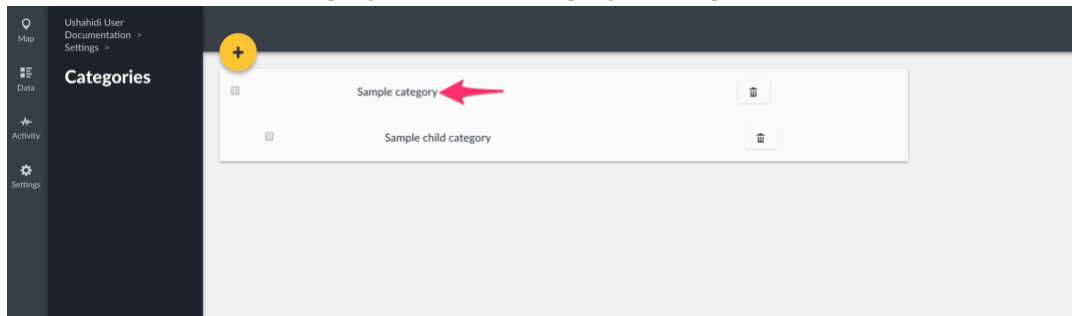 Map
Data
Activity
Settings
Ushahidi User
Documentation >
Settings >
Categories
+
Sample category
Sample child category